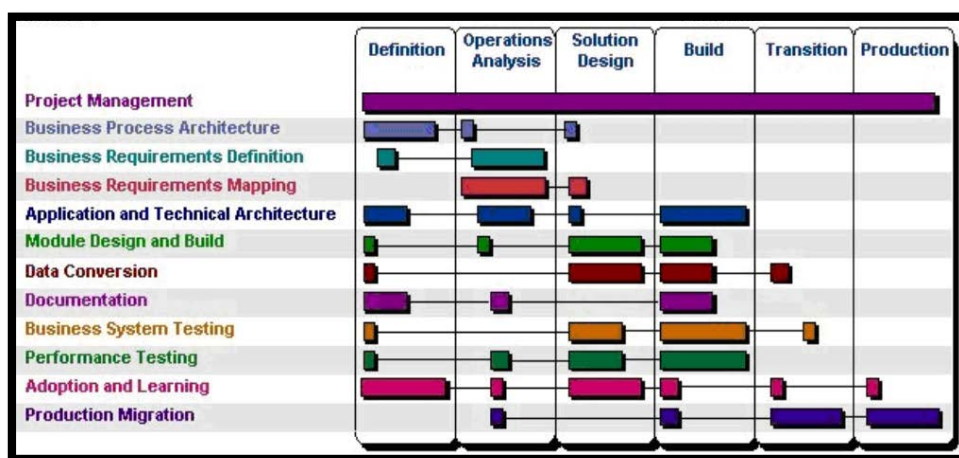 Definition
Operations
Analysis
Solution
Design
Build
Transition
Production
Project Management
Business Process Architecture
Business Requirements Definition
Business Requirements Mapping
Application and Technical Architecture
Module Design and Build
Data Conversion
Documentation
Business System Testing
Performance Testing
Adoption and Learning
Production Migration